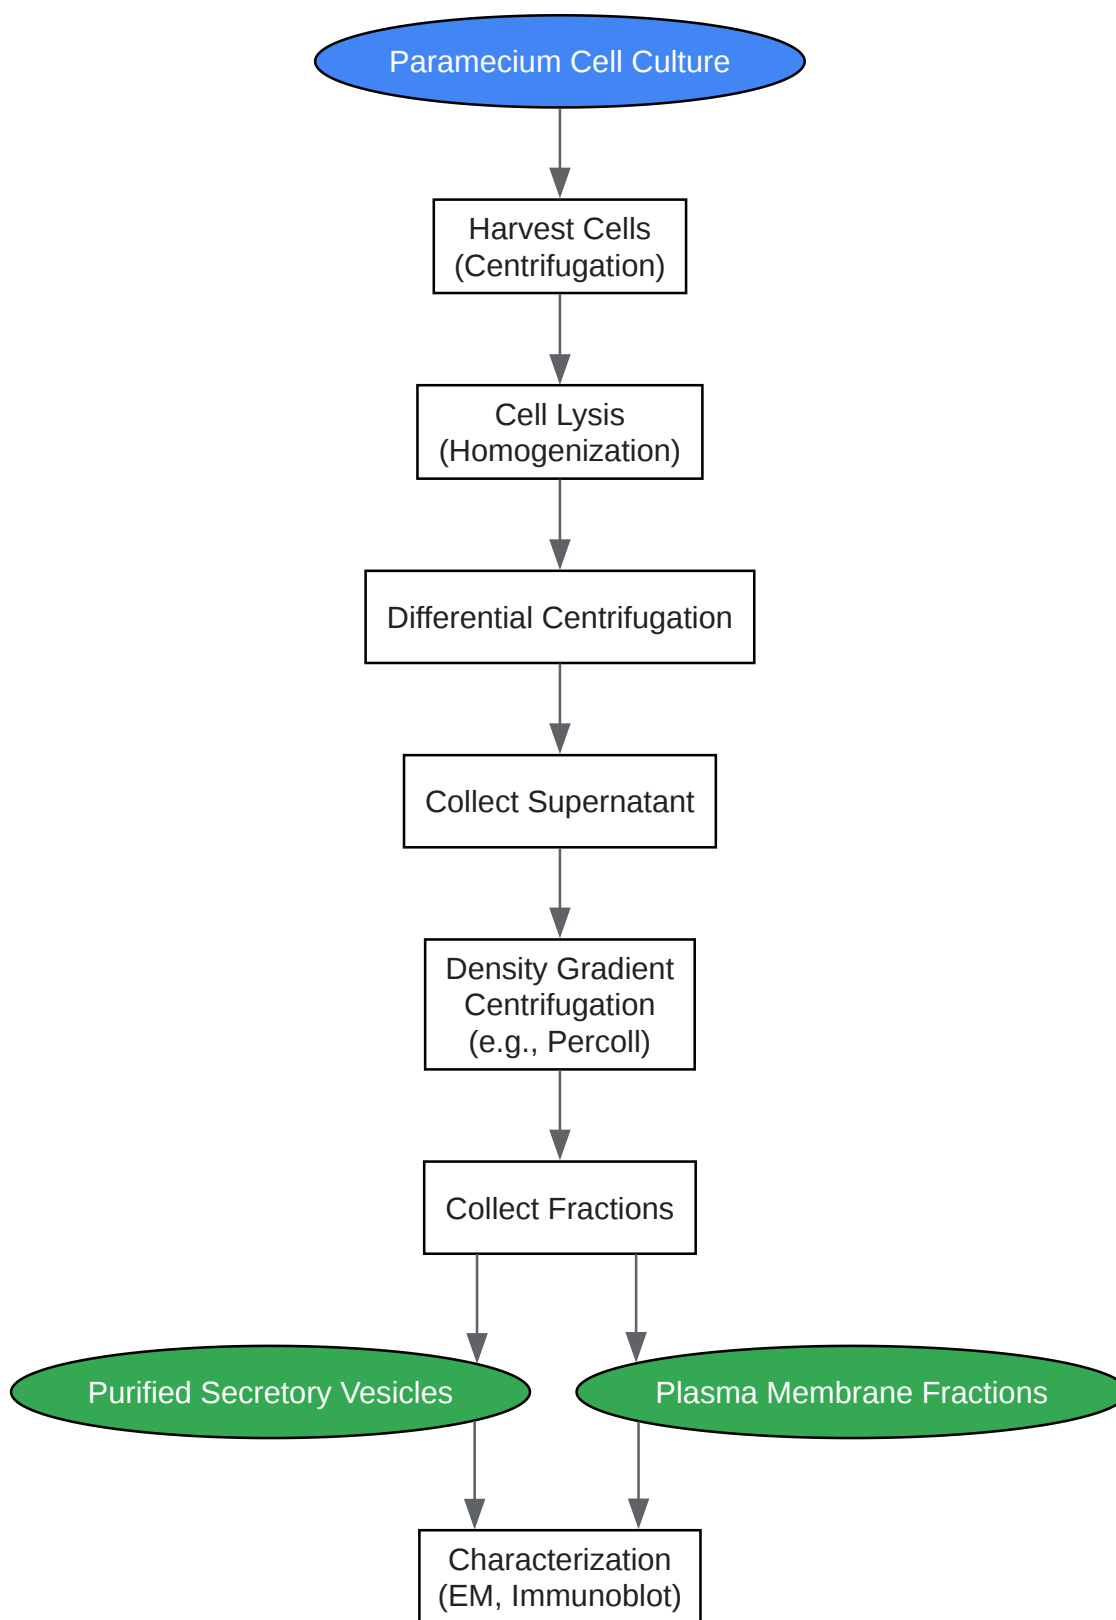 Paramecium Cell Culture
Harvest Cells
(Centrifugation)
Cell Lysis
(Homogenization)
Differential Centrifugation
Collect Supernatant
Density Gradient
Centrifugation
(e.g., Percoll)
Collect Fractions
Purified Secretory Vesicles
Plasma Membrane Fractions
Characterization
(EM, Immunoblot)